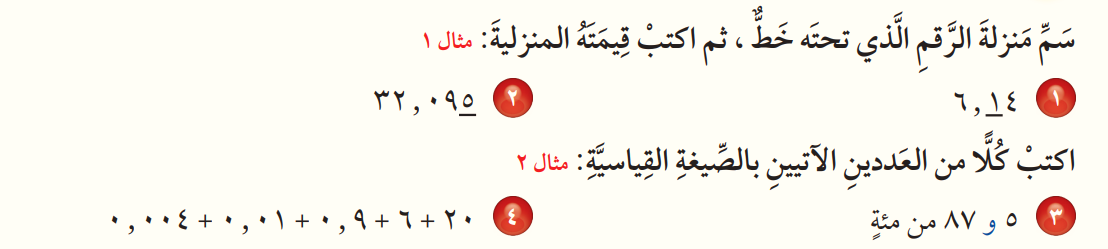 سَمِّ مَنزلةَ الرَّقمِ الَّذي تحتَه خَطٌّ ، ثم اكتبْ قِيمَتَهُ المنزليةَ: مثال ١
١ ٦,١٤ ٢ ٣٢,٠٩٥
اكتبْ كُلًّا من العَددينِ الآتيينِ بالصِّيغةِ القِياسيَّةِ: مثال ٢
٣ ٥ و ٨٧ من مئةٍ ٤ ٢٠ + ٦ + ٠,٩ + ٠,٠١ + ٠,٠٠٤